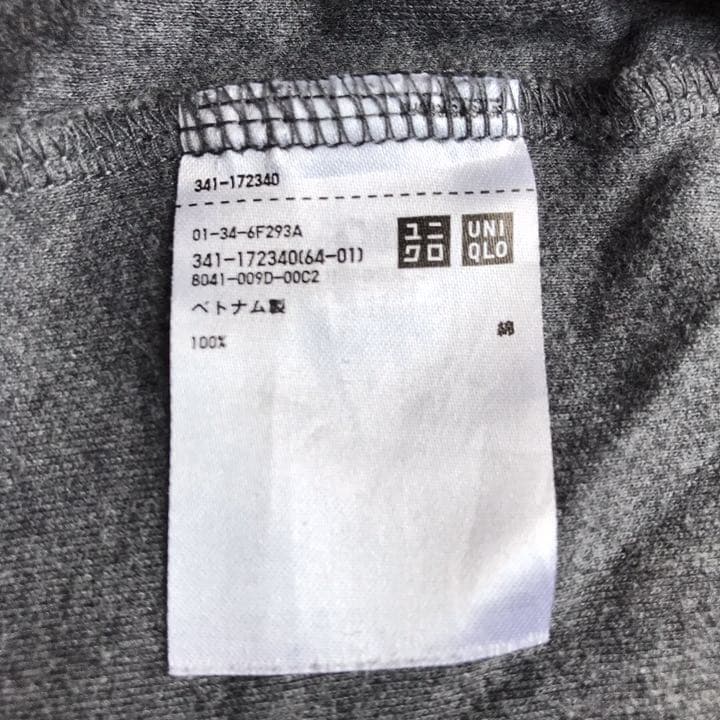 341-172340
01-34-6F293A
341-172340(64-01)
8041-009D-00C2
ベトナム製
100% 綿
ユニ
クロ
UNI
QLO